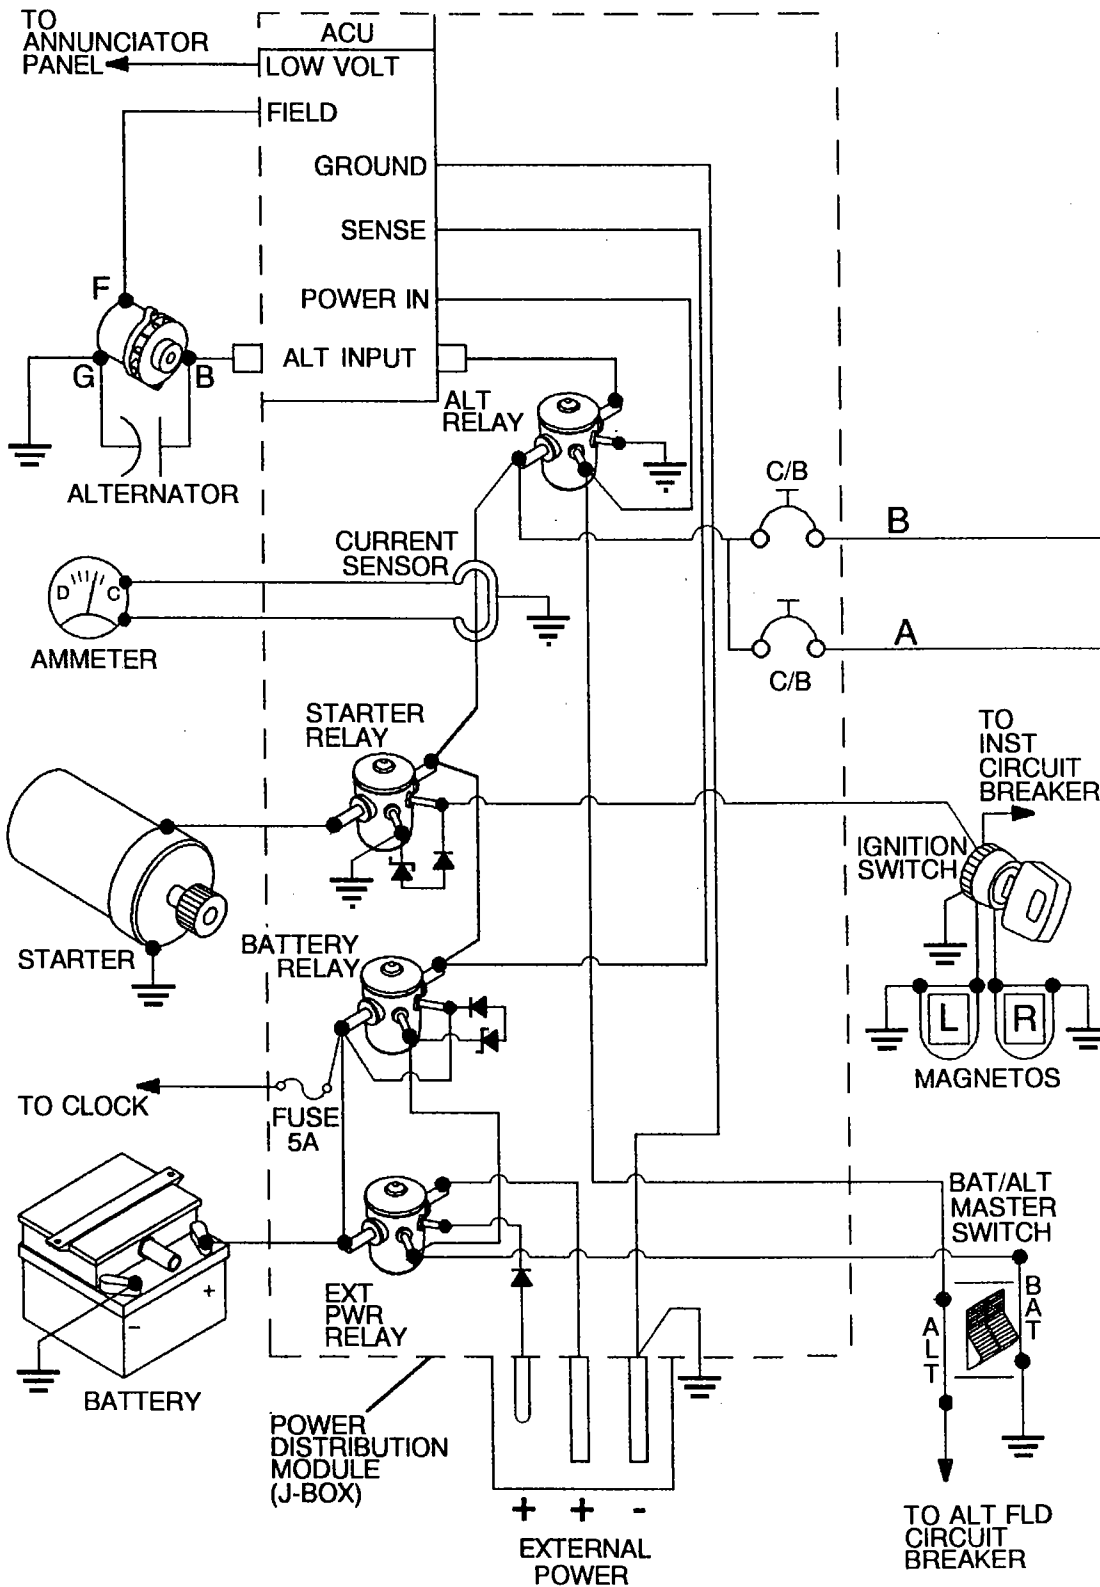 TO
ANNUNCIATOR
PANEL
ACU
LOW VOLT
FIELD
GROUND
SENSE
POWER IN
ALT INPUT
F
G
B
ALTERNATOR
ALT
RELAY
C/B
B
CURRENT
SENSOR
D
C
AMMETER
A
C/B
STARTER
RELAY
TO
INST
CIRCUIT
BREAKER
IGNITION
SWITCH
STARTER
BATTERY
RELAY
L
R
MAGNETOS
TO CLOCK
FUSE
5A
BAT/ALT
MASTER
SWITCH
+
-
BATTERY
EXT
PWR
RELAY
ALT
BAT
POWER
DISTRIBUTION
MODULE
(J-BOX)
+ + -
EXTERNAL
POWER
TO ALT FLD
CIRCUIT
BREAKER